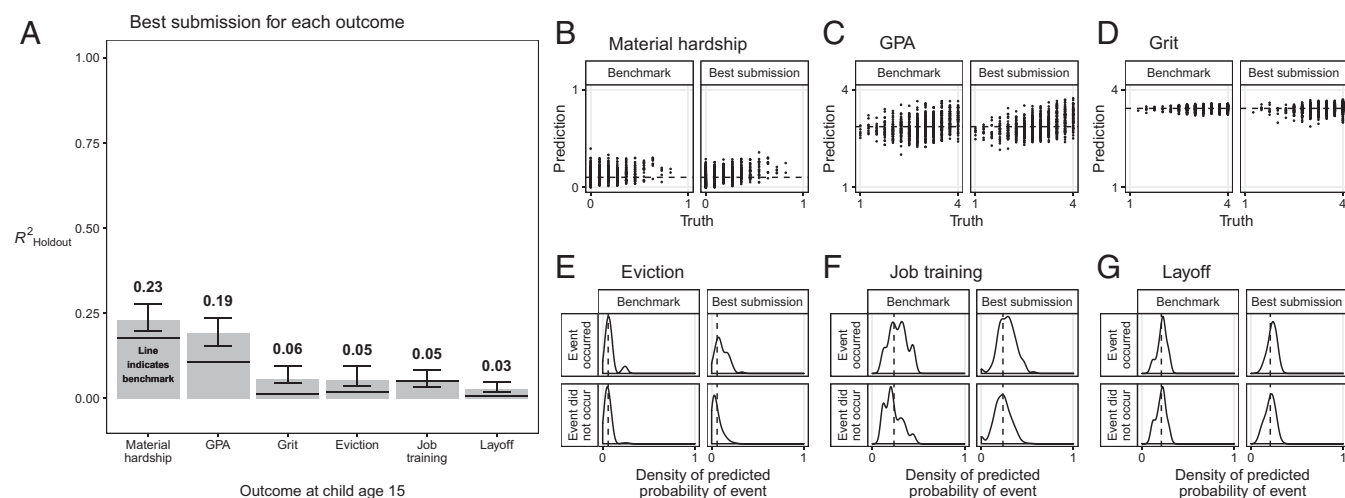 A
Best submission for each outcome
1.00
0.75
0.50
R²Holdout
0.25
0.00
0.23
0.19
0.06
0.05
0.05
0.03
Line
indicates
benchmark
Material
hardship
GPA
Grit
Eviction
Job
training
Layoff
Outcome at child age 15
B
Material hardship
Benchmark
Best submission
Prediction
1
0
0
1
0
1
Truth
C
GPA
Benchmark
Best submission
Prediction
4
1
1
4
1
4
Truth
D
Grit
Benchmark
Best submission
Prediction
4
1
1
4
1
4
Truth
E
Eviction
Benchmark
Best submission
Event
occurred
Event did
not occur
0
1
0
1
Density of predicted
probability of event
F
Job training
Benchmark
Best submission
Event
occurred
Event did
not occur
0
1
0
1
Density of predicted
probability of event
G
Layoff
Benchmark
Best submission
Event
occurred
Event did
not occur
0
1
0
1
Density of predicted
probability of event